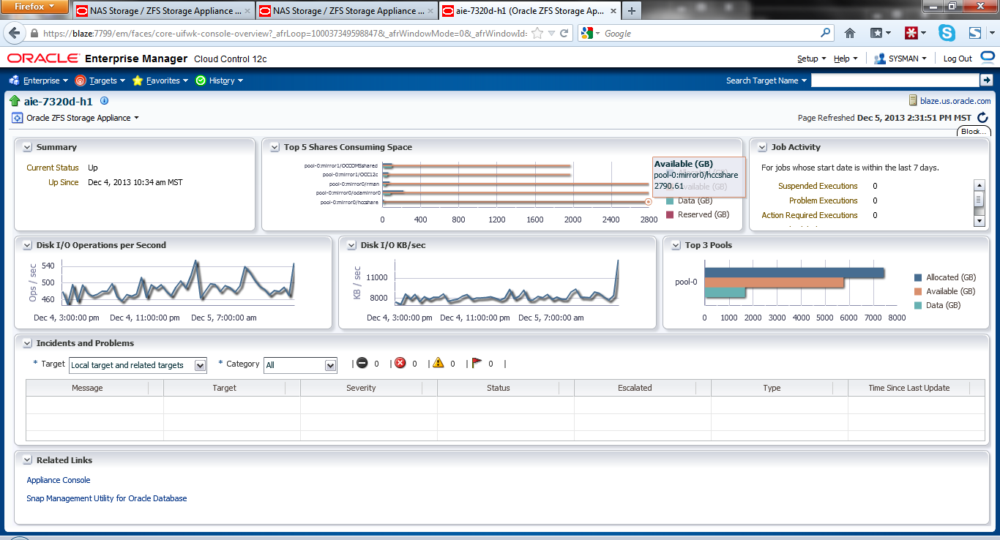 Firefox
NAS Storage / ZFS Storage Appliance ...
NAS Storage / ZFS Storage Appliance ...
aie-7320d-h1 (Oracle ZFS Storage Ap...
https://blaze:7799/em/faces/core-uifwk-console-overview?_afrLoop=100037349598847&_afrWindowMode=0&_afrWindowId:
Google
ORACLE Enterprise Manager Cloud Control 12c
Setup Help SYSMAN Log Out
Enterprise Targets Favorites History Search Target Name
aie-7320d-h1
blaze.us.oracle.com
Oracle ZFS Storage Appliance
Page Refreshed Dec 5, 2013 2:31:51 PM MST
Block...
Summary
Current Status Up
Up Since Dec 4, 2013 10:34 am MST
Top 5 Shares Consuming Space
pool-0:mirror1/OCCDMSshared
pool-0:mirror1/OCC12c
pool-0:mirror0/rman
pool-0:mirror0/odamirror0
pool-0:mirror0/hccshare
0 400 800 1200 1600 2000 2400 2800
Available (GB)
pool-0:mirror0/hccshare
2790.61
Allocated (GB)
Available (GB)
Data (GB)
Reserved (GB)
Job Activity
For jobs whose start date is within the last 7 days.
Suspended Executions 0
Problem Executions 0
Action Required Executions 0
Disk I/O Operations per Second
Ops / sec
540
500
460
Dec 4, 3:00:00 pm Dec 4, 11:00:00 pm Dec 5, 7:00:00 am
Disk I/O KB/sec
KB / sec
11000
8000
Dec 4, 3:00:00 pm Dec 4, 11:00:00 pm Dec 5, 7:00:00 am
Top 3 Pools
pool-0
Allocated (GB)
Available (GB)
Data (GB)
0 1000 2000 3000 4000 5000 6000 7000 8000
Incidents and Problems
* Target Local target and related targets * Category All | 0 | 0 | 0 | 0 |
Message Target Severity Status Escalated Type Time Since Last Update
Related Links
Appliance Console
Snap Management Utility for Oracle Database